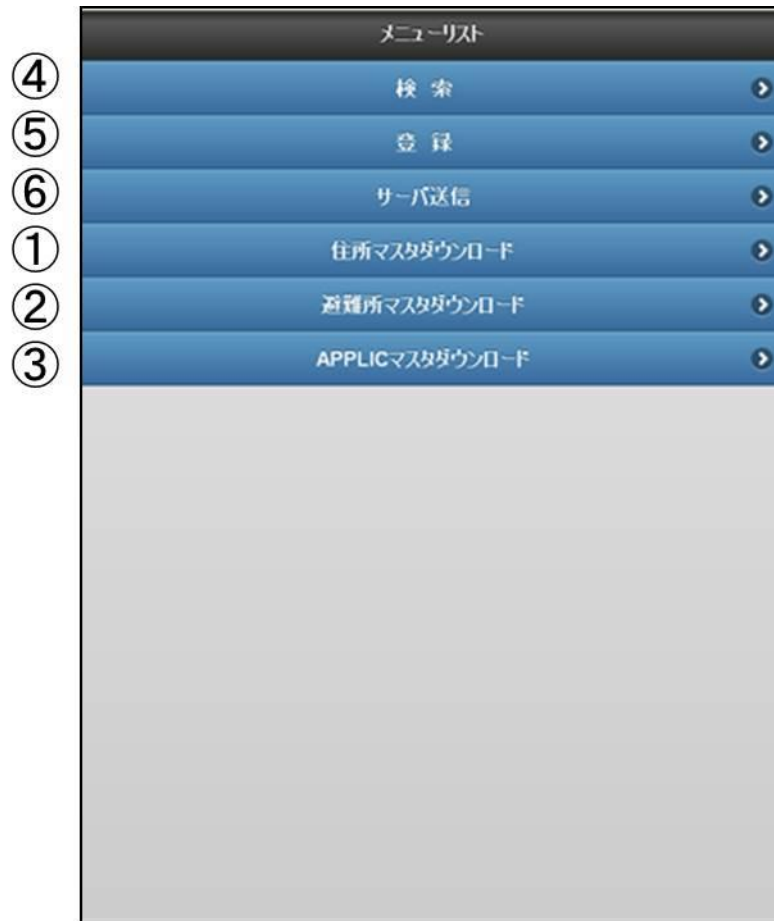 メニューリスト
④ 検 索
⑤ 登 録
⑥ サーバ送信
① 住所マスタダウンロード
② 避難所マスタダウンロード
③ APPLICマスタダウンロード